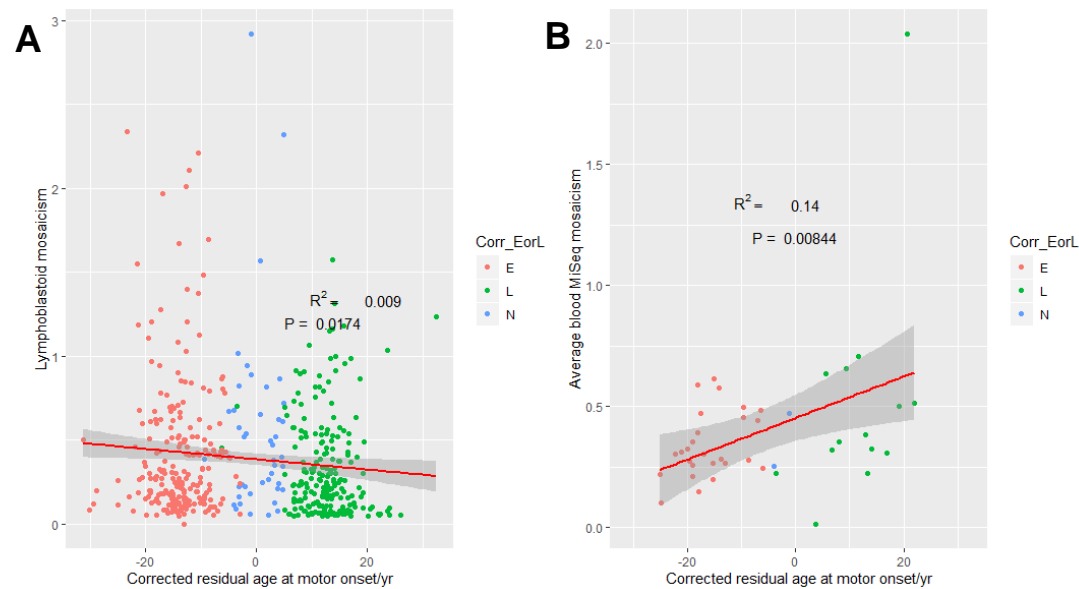 A
Lymphoblastoid mosaicism
3
2
1
0
R2 = 0.009
P = 0.0174
-20
0
20
Corrected residual age at motor onset/yr
Corr_EorL
E
L
N
B
Average blood MiSeq mosaicism
2.0
1.5
1.0
0.5
0.0
R2 = 0.14
P = 0.00844
-20
0
20
Corrected residual age at motor onset/yr
Corr_EorL
E
L
N